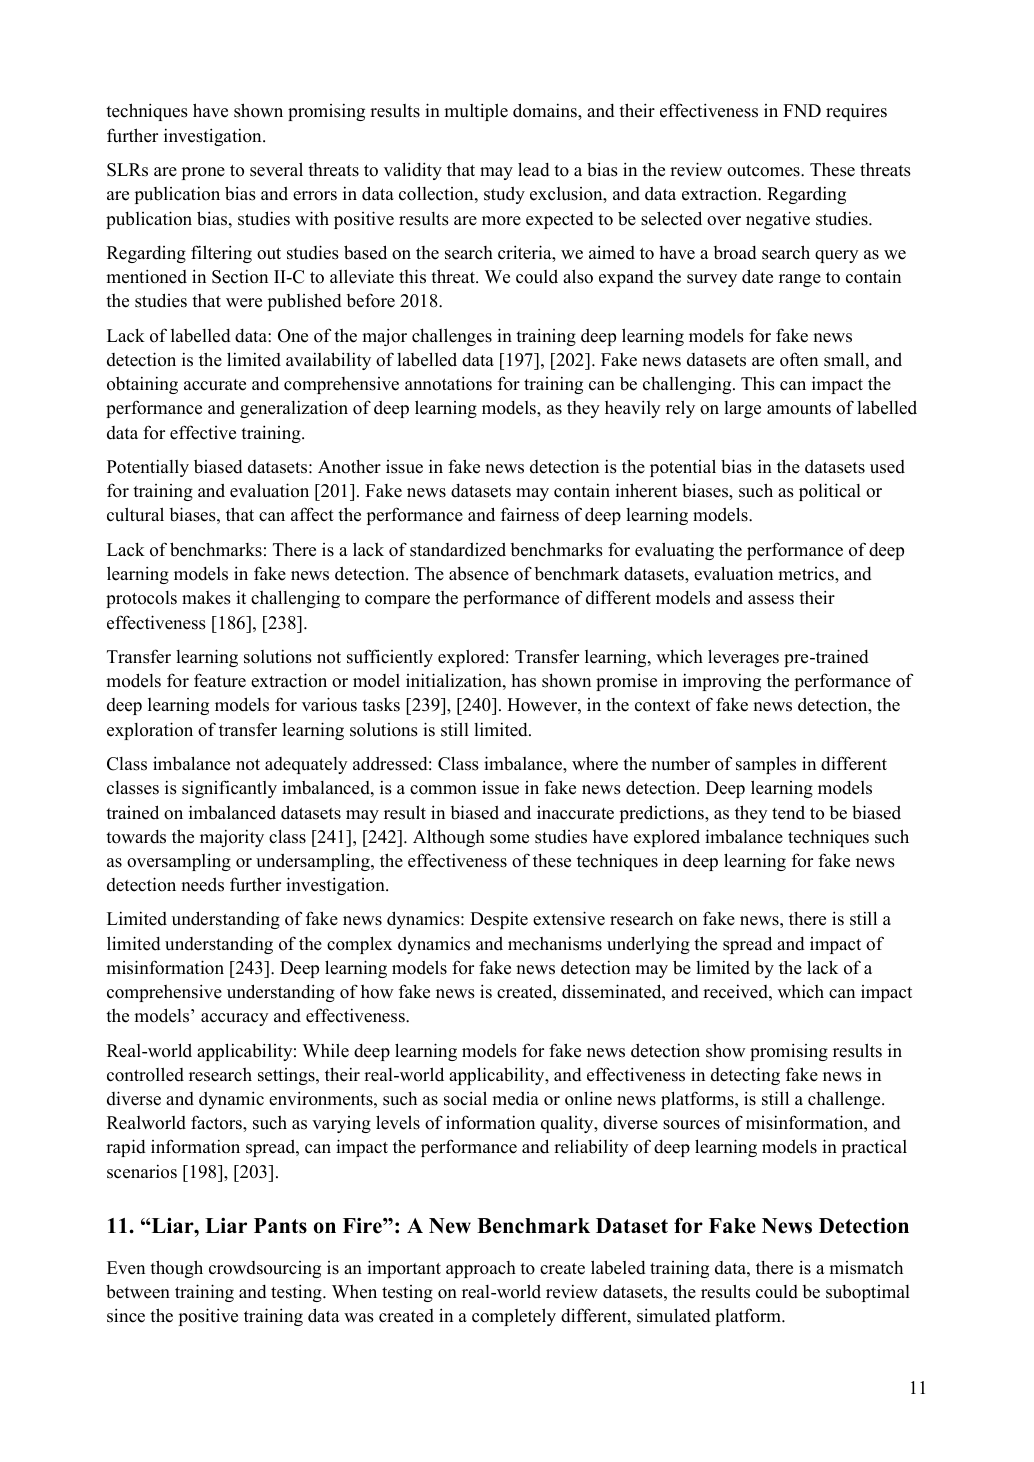 techniques have shown promising results in multiple domains, and their effectiveness in FND requires
further investigation.
SLRs are prone to several threats to validity that may lead to a bias in the review outcomes. These threats
are publication bias and errors in data collection, study exclusion, and data extraction. Regarding
publication bias, studies with positive results are more expected to be selected over negative studies.
Regarding filtering out studies based on the search criteria, we aimed to have a broad search query as we
mentioned in Section II-C to alleviate this threat. We could also expand the survey date range to contain
the studies that were published before 2018.
Lack of labelled data: One of the major challenges in training deep learning models for fake news
detection is the limited availability of labelled data [197], [202]. Fake news datasets are often small, and
obtaining accurate and comprehensive annotations for training can be challenging. This can impact the
performance and generalization of deep learning models, as they heavily rely on large amounts of labelled
data for effective training.
Potentially biased datasets: Another issue in fake news detection is the potential bias in the datasets used
for training and evaluation [201]. Fake news datasets may contain inherent biases, such as political or
cultural biases, that can affect the performance and fairness of deep learning models.
Lack of benchmarks: There is a lack of standardized benchmarks for evaluating the performance of deep
learning models in fake news detection. The absence of benchmark datasets, evaluation metrics, and
protocols makes it challenging to compare the performance of different models and assess their
effectiveness [186], [238].
Transfer learning solutions not sufficiently explored: Transfer learning, which leverages pre-trained
models for feature extraction or model initialization, has shown promise in improving the performance of
deep learning models for various tasks [239], [240]. However, in the context of fake news detection, the
exploration of transfer learning solutions is still limited.
Class imbalance not adequately addressed: Class imbalance, where the number of samples in different
classes is significantly imbalanced, is a common issue in fake news detection. Deep learning models
trained on imbalanced datasets may result in biased and inaccurate predictions, as they tend to be biased
towards the majority class [241], [242]. Although some studies have explored imbalance techniques such
as oversampling or undersampling, the effectiveness of these techniques in deep learning for fake news
detection needs further investigation.
Limited understanding of fake news dynamics: Despite extensive research on fake news, there is still a
limited understanding of the complex dynamics and mechanisms underlying the spread and impact of
misinformation [243]. Deep learning models for fake news detection may be limited by the lack of a
comprehensive understanding of how fake news is created, disseminated, and received, which can impact
the models’ accuracy and effectiveness.
Real-world applicability: While deep learning models for fake news detection show promising results in
controlled research settings, their real-world applicability, and effectiveness in detecting fake news in
diverse and dynamic environments, such as social media or online news platforms, is still a challenge.
Realworld factors, such as varying levels of information quality, diverse sources of misinformation, and
rapid information spread, can impact the performance and reliability of deep learning models in practical
scenarios [198], [203].
11. “Liar, Liar Pants on Fire”: A New Benchmark Dataset for Fake News Detection
Even though crowdsourcing is an important approach to create labeled training data, there is a mismatch
between training and testing. When testing on real-world review datasets, the results could be suboptimal
since the positive training data was created in a completely different, simulated platform.
11